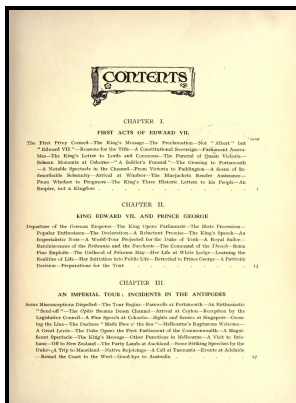 CONTENTS
CHAPTER I.
FIRST ACTS OF EDWARD VII.
PAGE
The First Privy Council—The King's Message—The Proclamation—Not "Albert" but
"Edward VII."—Reasons for the Title—A Constitutional Sovereign—Parliament Assem-
bles—The King's Letter to Lords and Commons—The Funeral of Queen Victoria—
Solemn Moments at Osborne—"A Soldier's Funeral"—The Crossing to Portsmouth
—A Notable Spectacle in the Channel—From Victoria to Paddington—A Scene of In-
describable Solemnity—Arrival at Windsor—The Bluejackets Render Assistance—
From Windsor to Frogmore—The King's Three Historic Letters to his People—An
Empire, not a Kingdom . . . 1
CHAPTER II.
KING EDWARD VII. AND PRINCE GEORGE
Departure of the German Emperor—The King Opens Parliament—The State Procession—
Popular Enthusiasm—The Declaration—A Reluctant Promise—The King's Speech—An
Imperialistic Note—A World-Tour Projected for the Duke of York—A Royal Sailor—
Reminiscences of the Britannia and the Bacchante—In Command of the Thrush—Some
True Exploits—The Girlhood of Princess May—Her Life at White Lodge—Learning the
Realities of Life—Her Initiation into Public Life—Betrothal to Prince George—A Patriotic
Decision—Preparations for the Tour . . . 13
CHAPTER III.
AN IMPERIAL TOUR: INCIDENTS IN THE ANTIPODES
Some Misconceptions Dispelled—The Tour Begins—Farewells at Portsmouth—An Enthusiastic
"Send-off"—The Ophir Steams Down Channel—Arrival at Ceylon—Reception by the
Legislative Council—A Fine Speech at Colombo—Sights and Scenes at Singapore—Cross-
ing the Line—The Duchess "Made Free o' the Sea"—Melbourne's Rapturous Welcome—
A Great Levée—The Duke Opens the First Parliament of the Commonwealth—A Magni-
ficent Spectacle—The King's Message—Other Functions in Melbourne—A Visit to Bris-
bane—Off to New Zealand—The Party Lands at Auckland—Some Striking Speeches by the
Duke—A Trip to Maoriland—Native Rejoicings—A Call at Tasmania—Events at Adelaide
—Round the Coast to the West—Good-bye to Australia . . . 27